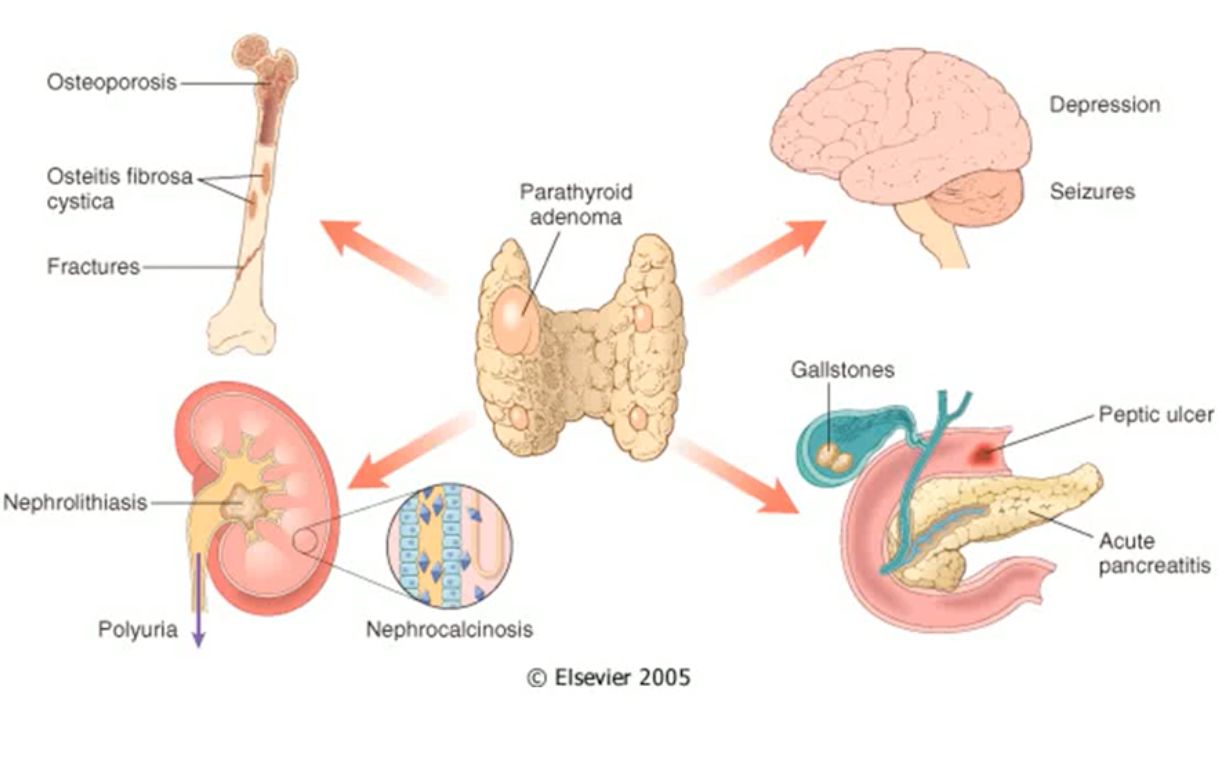 Osteoporosis
Osteitis fibrosa
cystica
Fractures
Parathyroid
adenoma
Depression
Seizures
Nephrolithiasis
Polyuria
Nephrocalcinosis
Gallstones
Peptic ulcer
Acute
pancreatitis
© Elsevier 2005